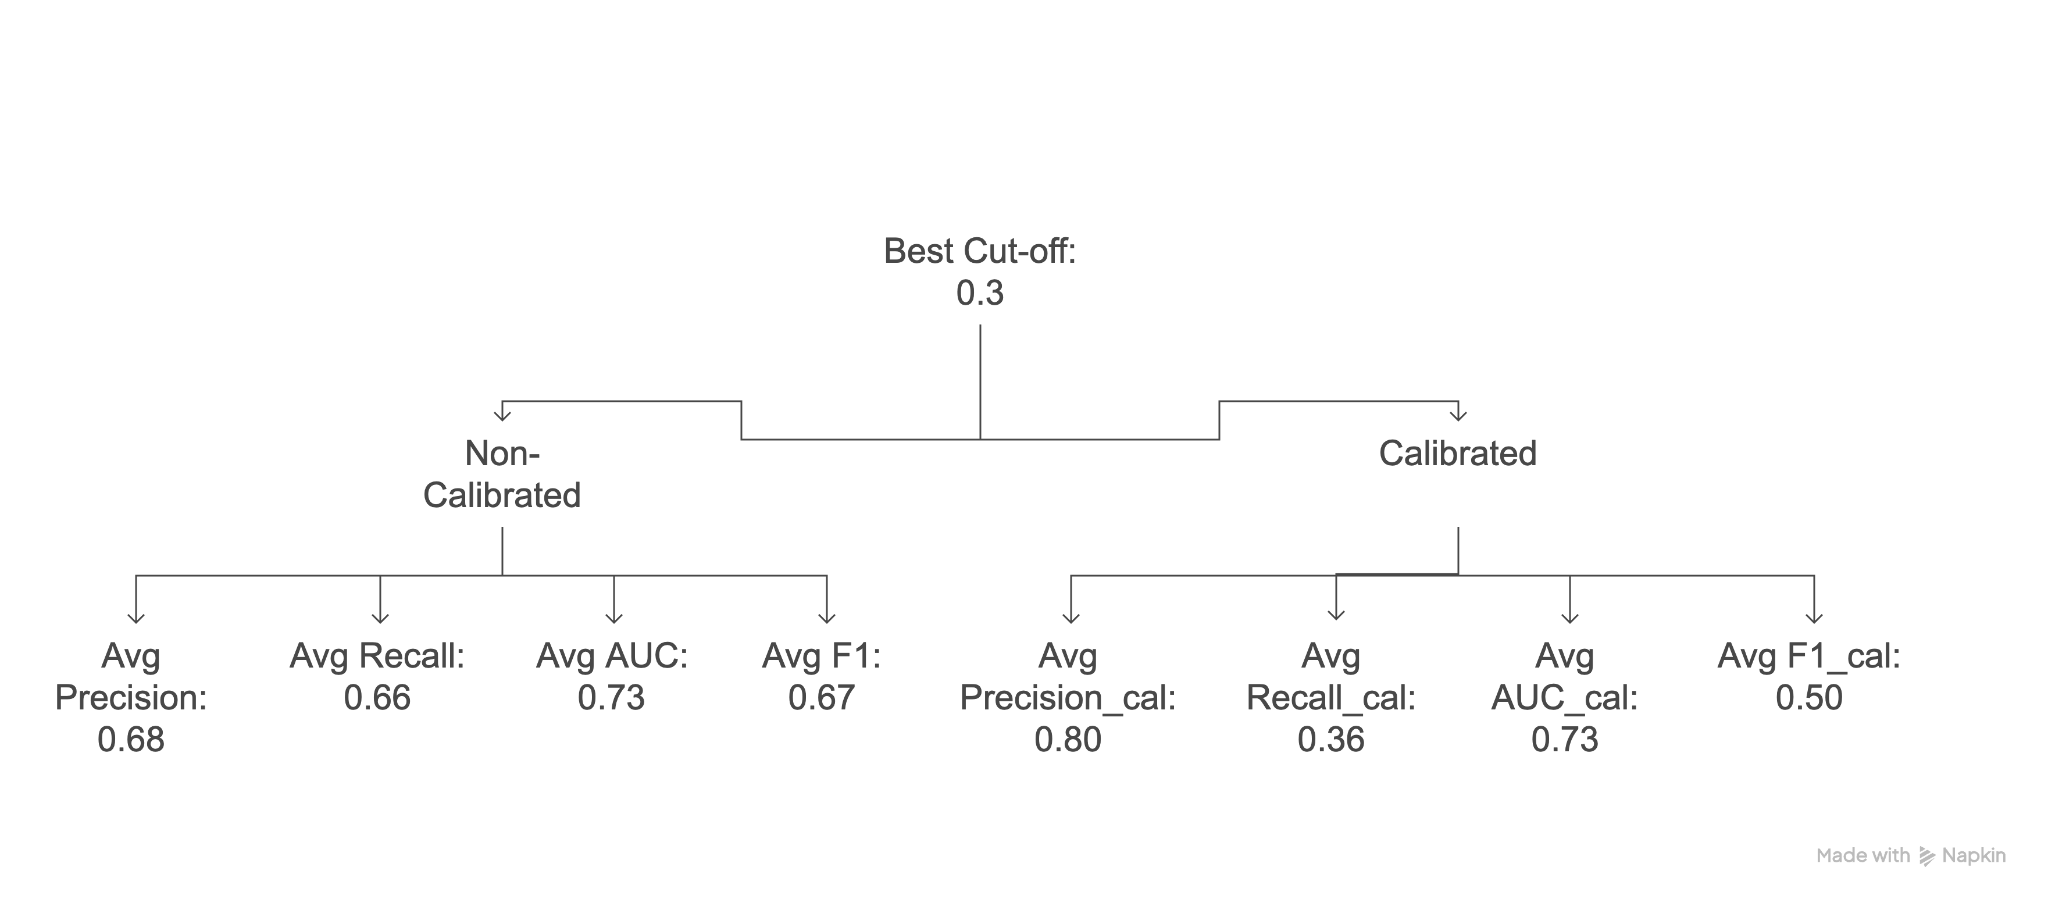 Best Cut-off:
0.3
Non-
Calibrated
Calibrated
Avg
Precision:
0.68
Avg Recall:
0.66
Avg AUC:
0.73
Avg F1:
0.67
Avg
Precision_cal:
0.80
Avg
Recall_cal:
0.36
Avg
AUC_cal:
0.73
Avg F1_cal:
0.50
Made with Napkin